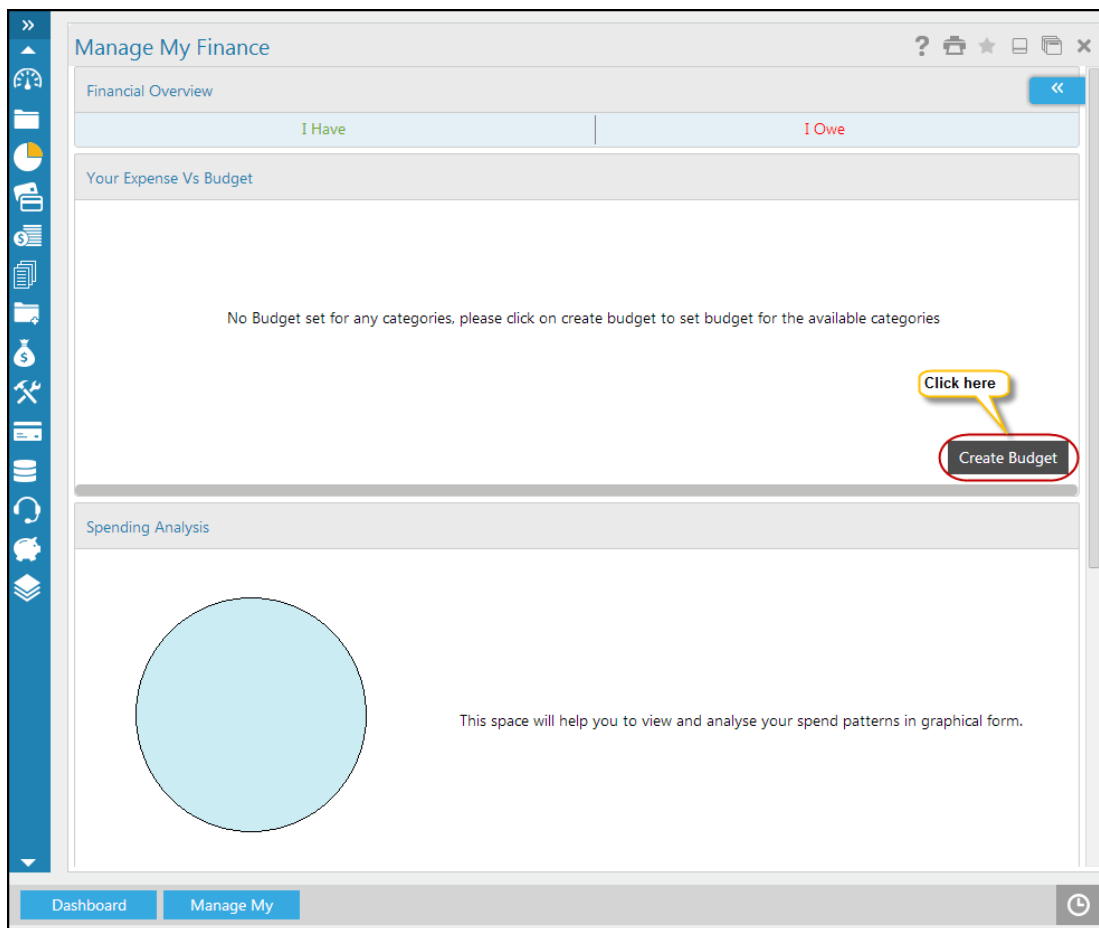 Manage My Finance
Financial Overview
I Have
I Owe
Your Expense Vs Budget
No Budget set for any categories, please click on create budget to set budget for the available categories
Click here
Create Budget
Spending Analysis
This space will help you to view and analyse your spend patterns in graphical form.
Dashboard
Manage My